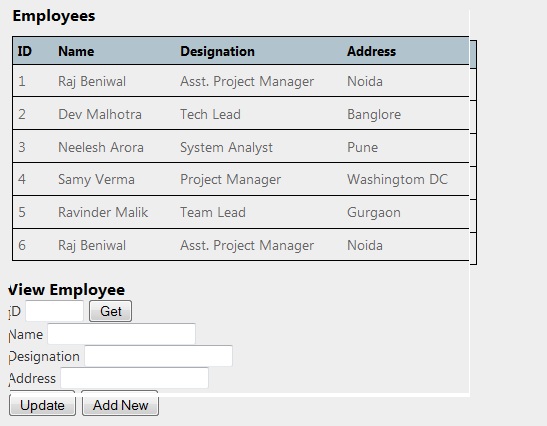 Employees
ID Name Designation Address
1 Raj Beniwal Asst. Project Manager Noida
2 Dev Malhotra Tech Lead Banglore
3 Neelesh Arora System Analyst Pune
4 Samy Verma Project Manager Washingtom DC
5 Ravinder Malik Team Lead Gurgaon
6 Raj Beniwal Asst. Project Manager Noida
View Employee
ID Get
Name
Designation
Address
Update Add New